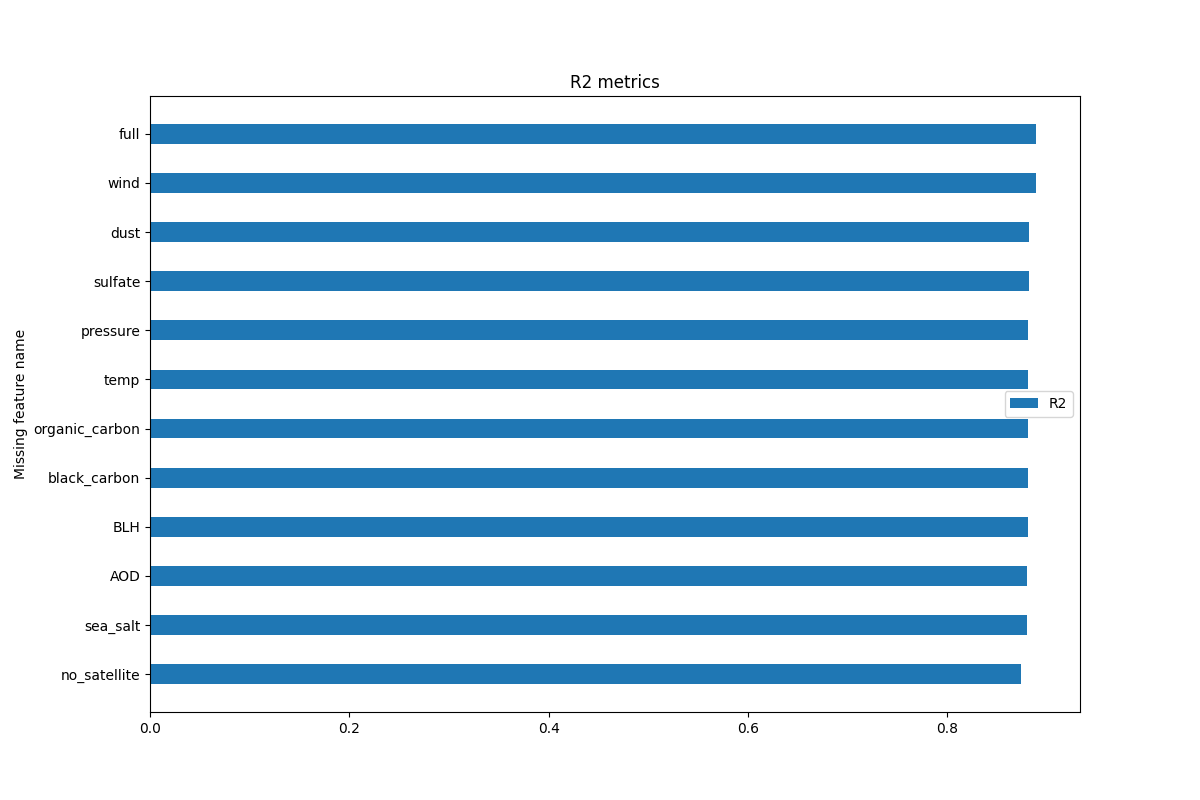 R2 metrics
Missing feature name
full
wind
dust
sulfate
pressure
temp
organic_carbon
black_carbon
BLH
AOD
sea_salt
no_satellite
R2
0.0 0.2 0.4 0.6 0.8